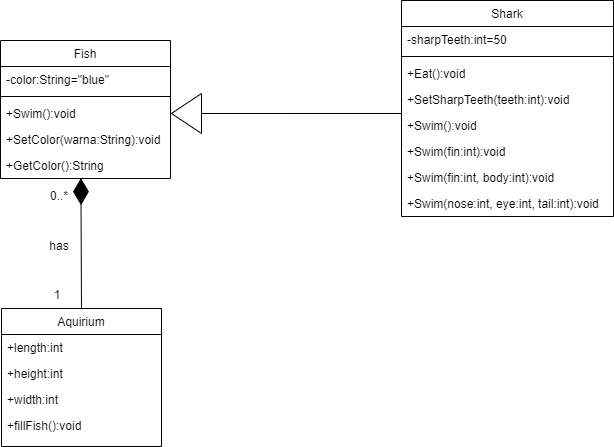 Fish
-color:String="blue"
+Swim():void
+SetColor(warna:String):void
+GetColor():String
Shark
-sharpTeeth:int=50
+Eat():void
+SetSharpTeeth(teeth:int):void
+Swim():void
+Swim(fin:int):void
+Swim(fin:int, body:int):void
+Swim(nose:int, eye:int, tail:int):void
0..*
has
1
Aquirium
+length:int
+height:int
+width:int
+fillFish():void